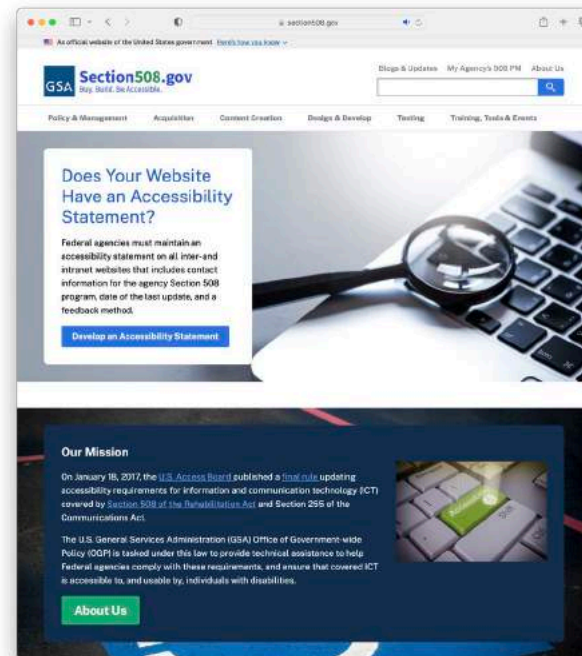 section508.gov
An official website of the United States government Here's how you know
GSA
Section508.gov
Buy. Build. Be Accessible.
Blogs & Updates My Agency's 508 PM About Us
Policy & Management Acquisition Content Creation Design & Develop Testing Training, Tools & Events
Does Your Website
Have an Accessibility
Statement?
Federal agencies must maintain an
accessibility statement on all inter-and
intranet websites that includes contact
information for the agency Section 508
program, date of the last update, and a
feedback method.
Develop an Accessibility Statement
Our Mission
On January 18, 2017, the U.S. Access Board published a final rule updating
accessibility requirements for information and communication technology (ICT)
covered by Section 508 of the Rehabilitation Act and Section 255 of the
Communications Act.
The U.S. General Services Administration (GSA) Office of Government-wide
Policy (OGP) is tasked under this law to provide technical assistance to help
Federal agencies comply with these requirements, and ensure that covered ICT
is accessible to, and usable by, individuals with disabilities.
About Us